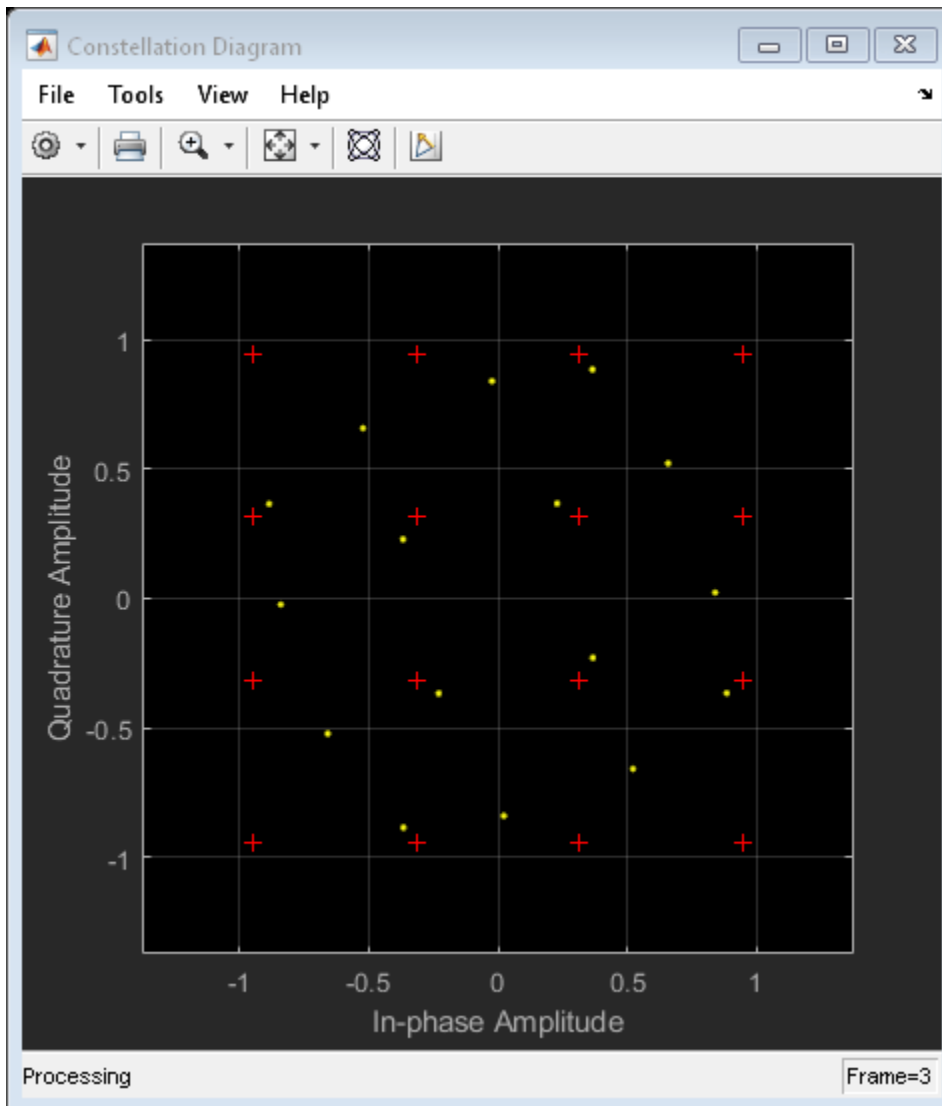 Constellation Diagram
File Tools View Help
1
0.5
0
-0.5
-1
Quadrature Amplitude
-1 -0.5 0 0.5 1
In-phase Amplitude
Processing Frame=3